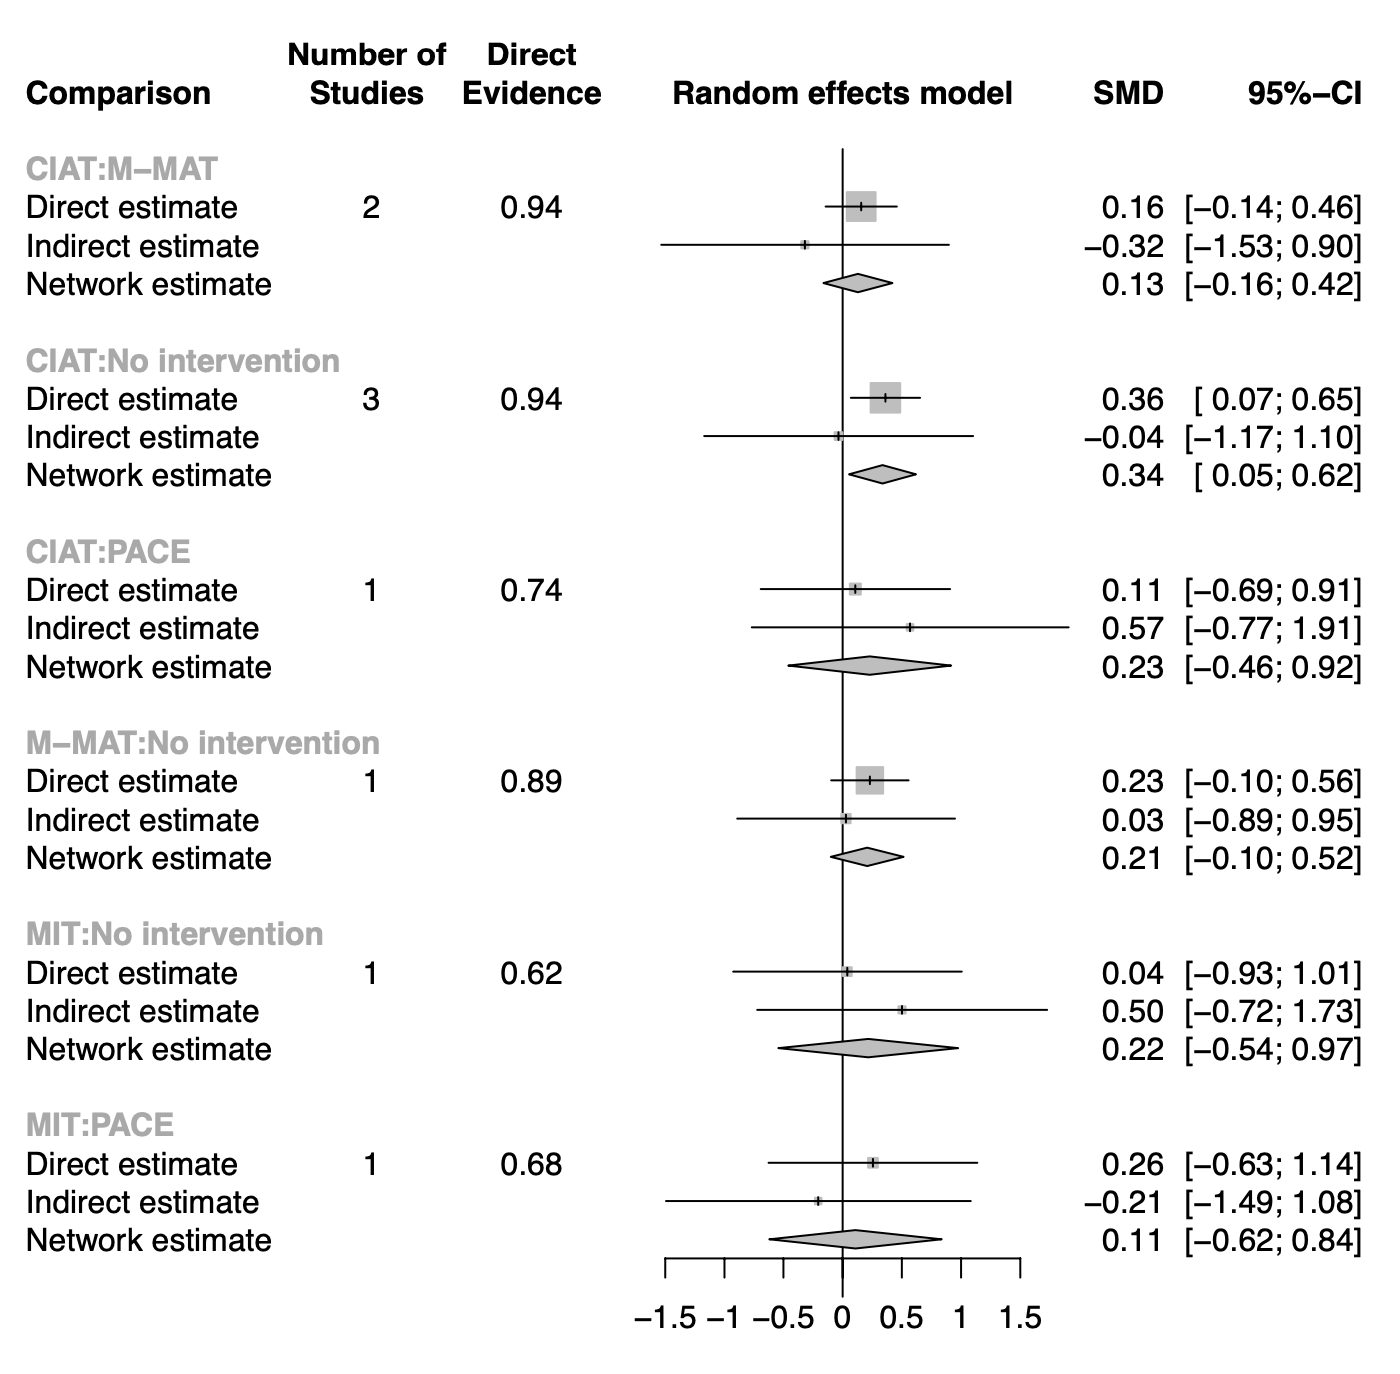 Number of Direct
Comparison Studies Evidence Random effects model SMD 95%–CI
CIAT:M–MAT
Direct estimate 2 0.94 0.16 [–0.14; 0.46]
Indirect estimate –0.32 [–1.53; 0.90]
Network estimate 0.13 [–0.16; 0.42]
CIAT:No intervention
Direct estimate 3 0.94 0.36 [ 0.07; 0.65]
Indirect estimate –0.04 [–1.17; 1.10]
Network estimate 0.34 [ 0.05; 0.62]
CIAT:PACE
Direct estimate 1 0.74 0.11 [–0.69; 0.91]
Indirect estimate 0.57 [–0.77; 1.91]
Network estimate 0.23 [–0.46; 0.92]
M–MAT:No intervention
Direct estimate 1 0.89 0.23 [–0.10; 0.56]
Indirect estimate 0.03 [–0.89; 0.95]
Network estimate 0.21 [–0.10; 0.52]
MIT:No intervention
Direct estimate 1 0.62 0.04 [–0.93; 1.01]
Indirect estimate 0.50 [–0.72; 1.73]
Network estimate 0.22 [–0.54; 0.97]
MIT:PACE
Direct estimate 1 0.68 0.26 [–0.63; 1.14]
Indirect estimate –0.21 [–1.49; 1.08]
Network estimate 0.11 [–0.62; 0.84]
–1.5 –1 –0.5 0 0.5 1 1.5